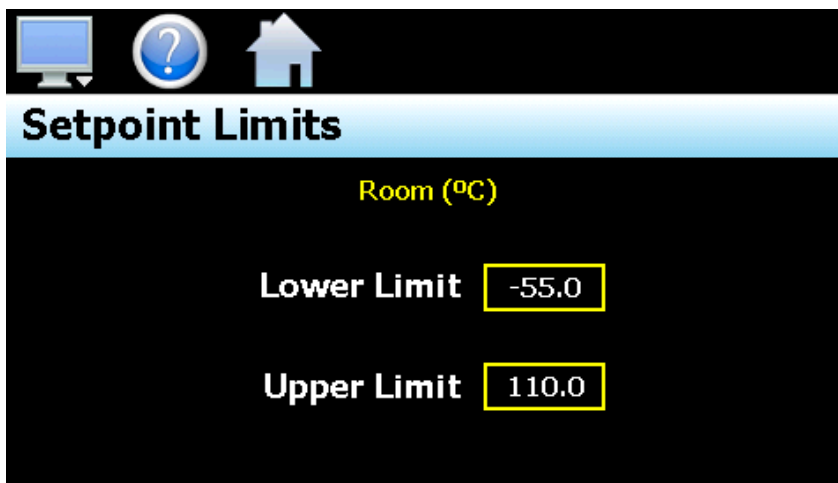 ?
Setpoint Limits
Room (ºC)
Lower Limit -55.0
Upper Limit 110.0